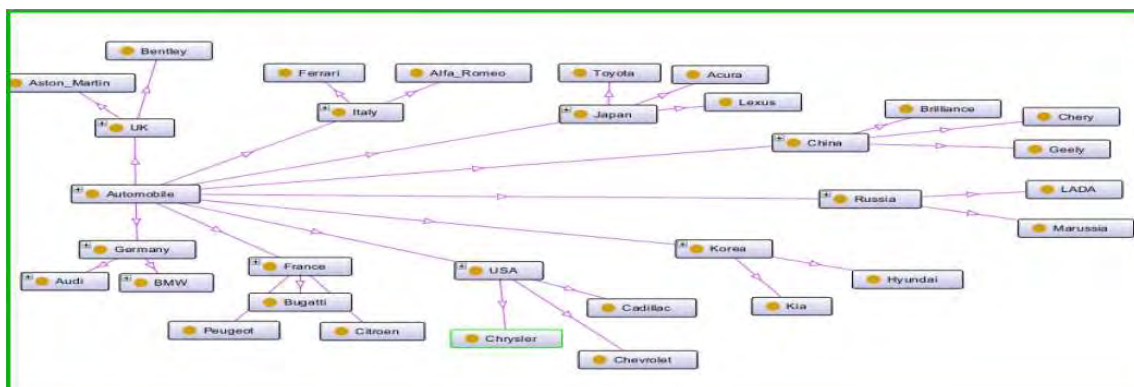 Bentley
Aston_Martin
UK
Ferrari
Alfa_Romeo
Italy
Toyota
Acura
Lexus
Japan
Brilliance
Chery
Geely
China
Automobile
LADA
Russia
Marussia
Germany
Audi
BMW
France
Bugatti
Peugeot
Citroen
USA
Cadillac
Chrysler
Chevrolet
Korea
Hyundai
Kia